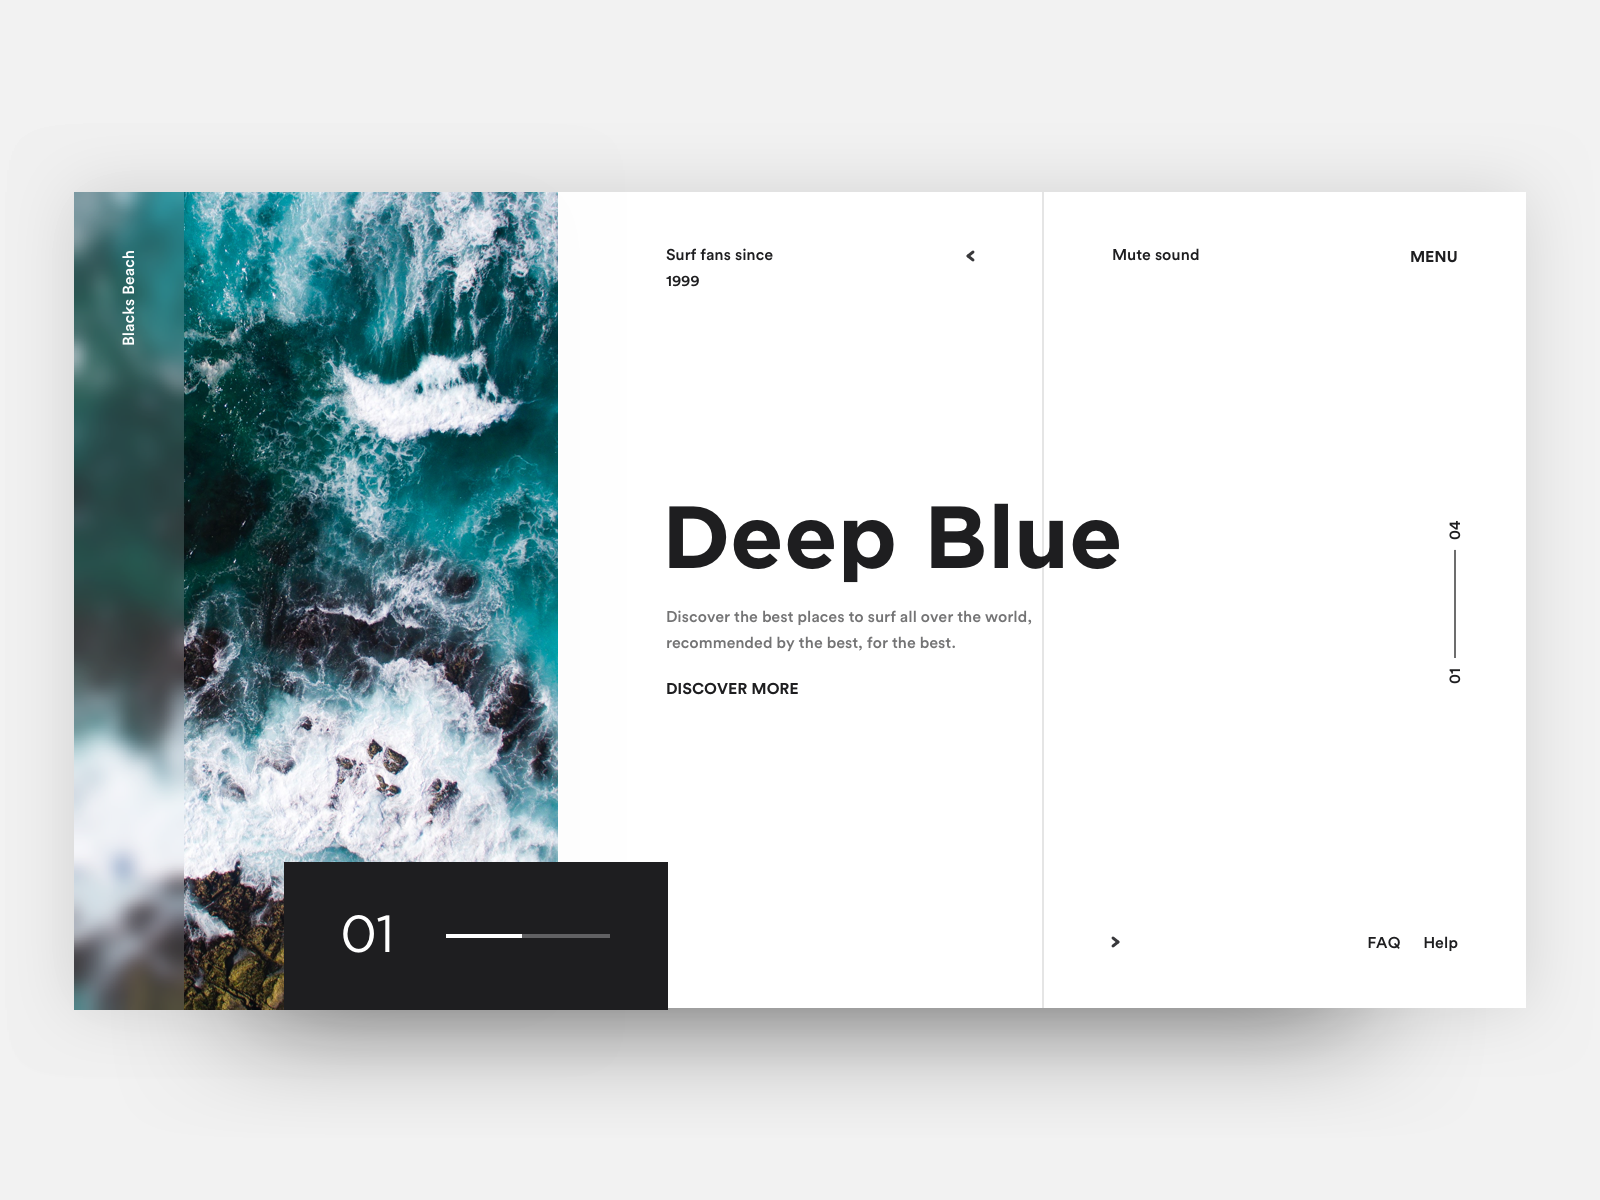 Blacks Beach
Surf fans since
1999
<
Mute sound
MENU
Deep Blue
Discover the best places to surf all over the world,
recommended by the best, for the best.
DISCOVER MORE
04
01
01
>
FAQ Help